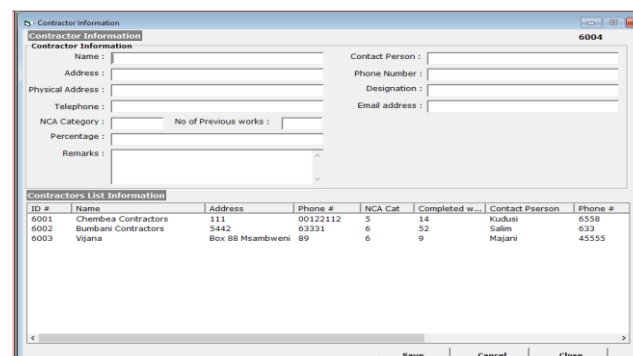 Contractor Information
Contractor Information 6004
Contractor Information
Name : Contact Person :
Address : Phone Number :
Physical Address : Designation :
Telephone : Email address :
NCA Category : No of Previous works :
Percentage :
Remarks :
Contractors List Information
ID # Name Address Phone # NCA Cat Completed w... Contact Pserson Phone #
6001 Chembea Contractors 111 00122112 5 14 Kudusi 6558
6002 Bumbani Contractors 5442 63331 6 52 Salim 633
6003 Vijana Box 88 Msambweni 89 6 9 Majani 45555
Save Cancel Close